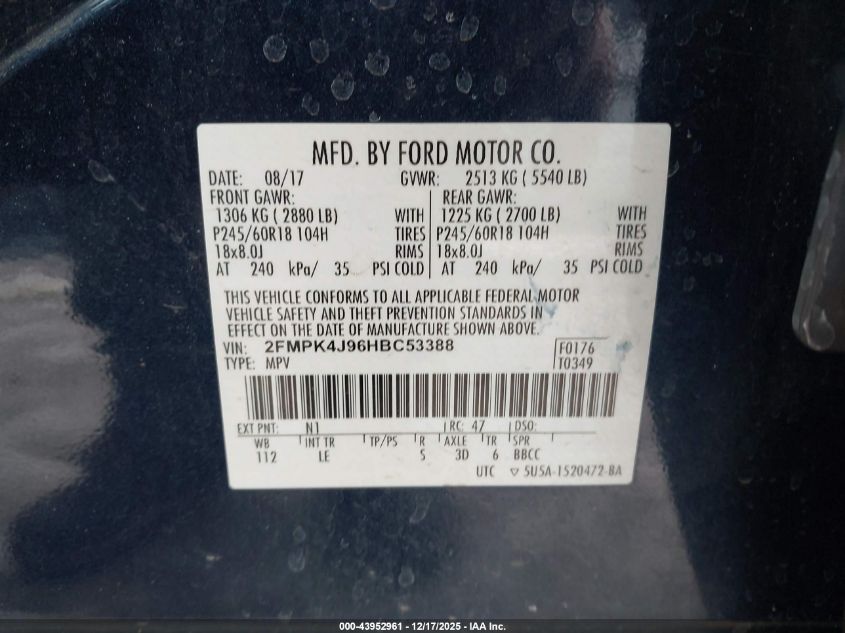 MFD. BY FORD MOTOR CO.
DATE: 08/17 GVWR: 2513 KG ( 5540 LB)
FRONT GAWR: REAR GAWR:
1306 KG ( 2880 LB) WITH 1225 KG ( 2700 LB) WITH
P245/60R18 104H TIRES P245/60R18 104H TIRES
18x8.0J RIMS 18x8.0J RIMS
AT 240 kPa/ 35 PSI COLD AT 240 kPa/ 35 PSI COLD
THIS VEHICLE CONFORMS TO ALL APPLICABLE FEDERAL MOTOR
VEHICLE SAFETY AND THEFT PREVENTION STANDARDS IN
EFFECT ON THE DATE OF MANUFACTURE SHOWN ABOVE.
VIN: 2FMPK4J96HBC53388 F0176
TYPE: MPV T0349
EXT PNT: N1 RC: 47 DSO:
WB INT TR TP/PS R AXLE TR SPR
112 LE S 3D 6 BBCC
UTC ▽ 5U5A-1520472-BA
000-43952961 - 12/17/2025 - IAA Inc.